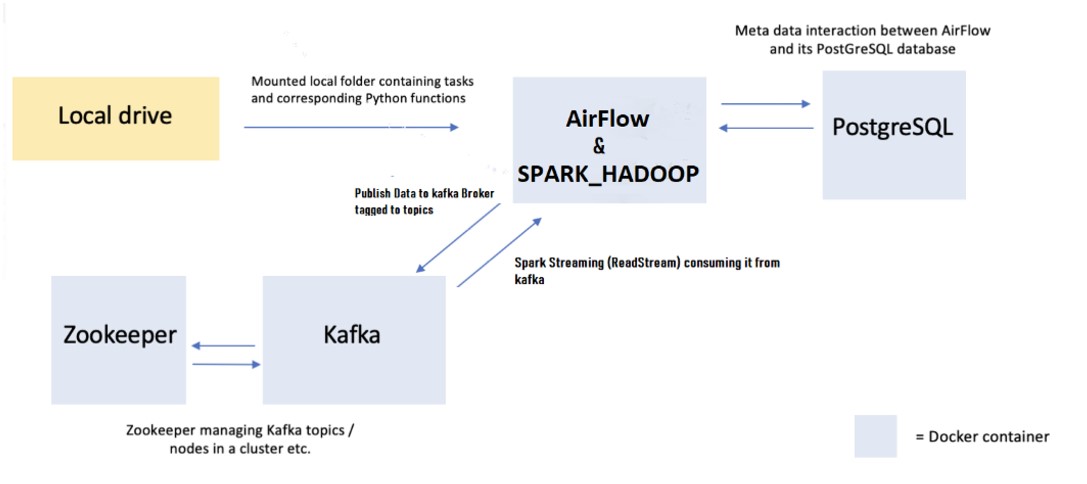 Meta data interaction between AirFlow
and its PostGreSQL database
Local drive
Mounted local folder containing tasks
and corresponding Python functions
AirFlow
&
SPARK_HADOOP
PostgreSQL
Publish Data to kafka Broker
tagged to topics
Spark Streaming (ReadStream) consuming it from
kafka
Zookeeper
Kafka
Zookeeper managing Kafka topics /
nodes in a cluster etc.
= Docker container